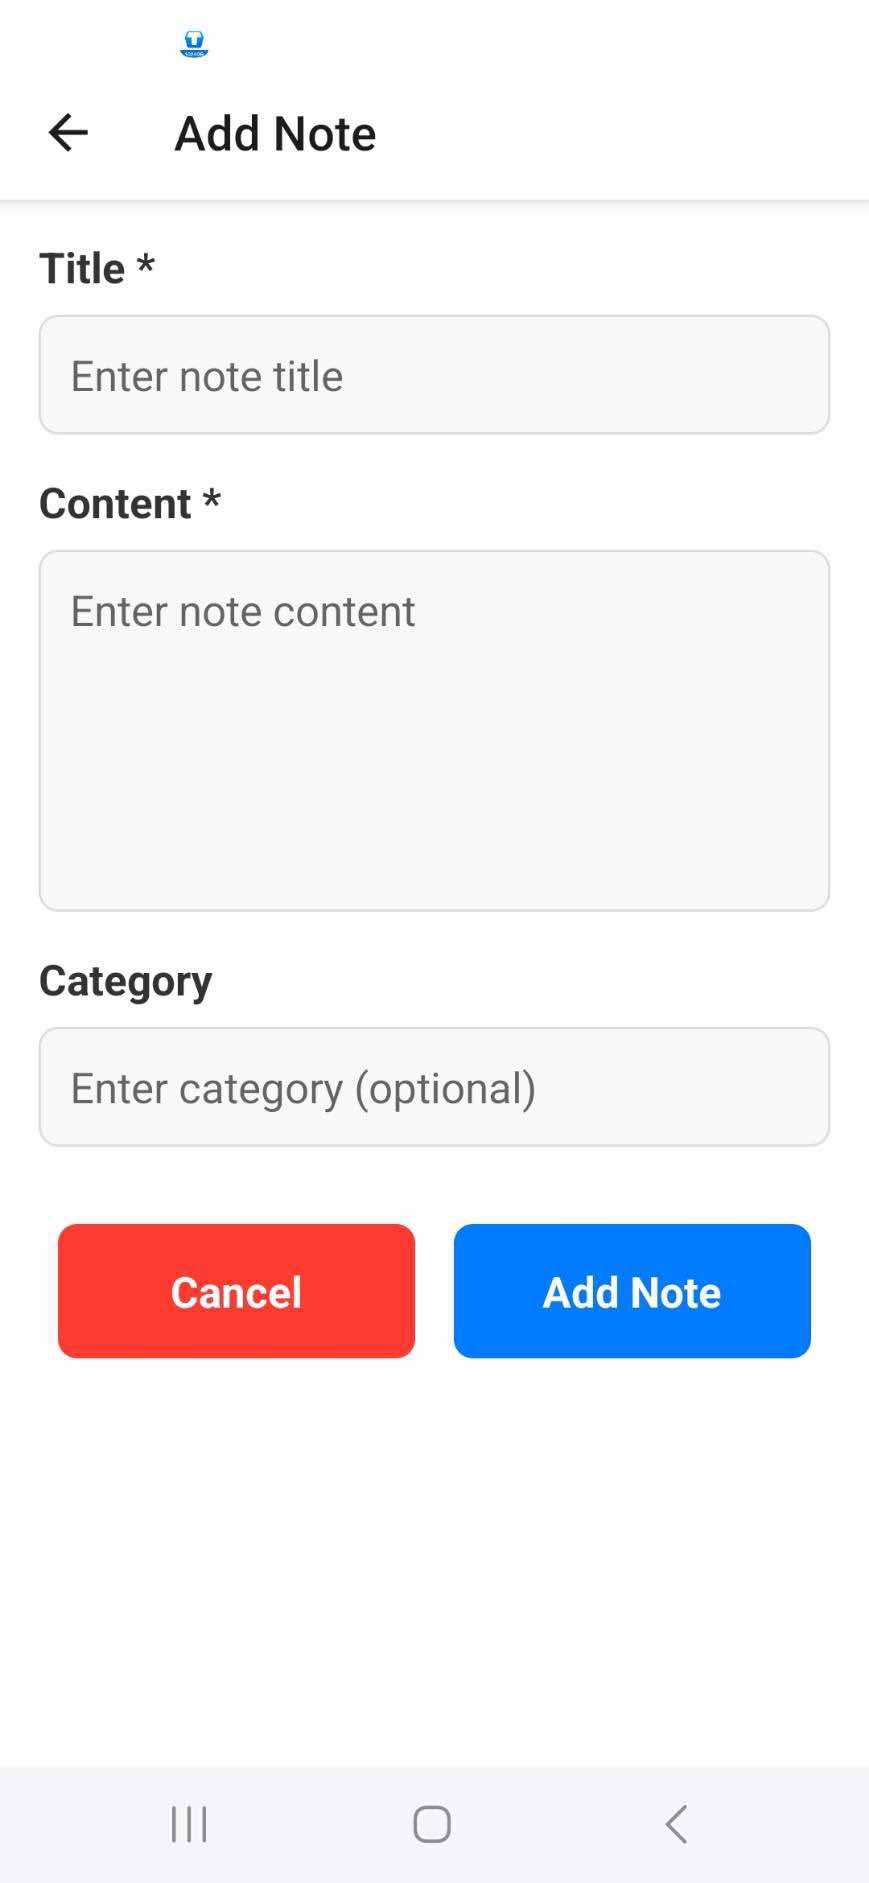 Add Note
Title *
Enter note title
Content *
Enter note content
Category
Enter category (optional)
Cancel
Add Note